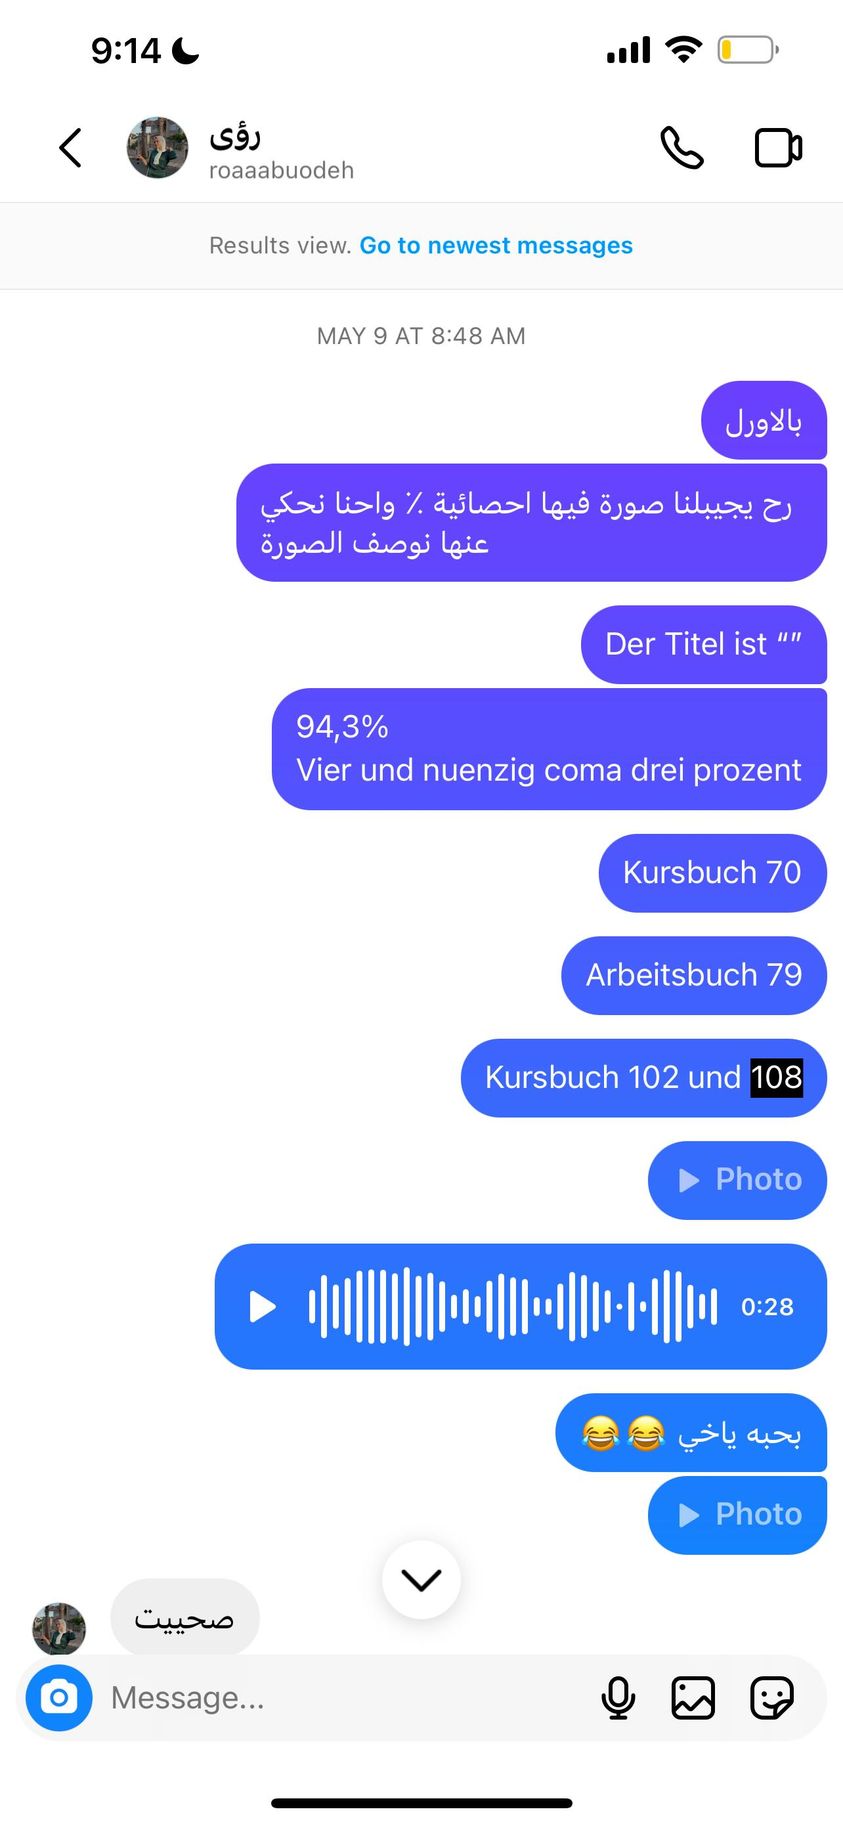 9:14
رؤى
roaaabuodeh
Results view. Go to newest messages
MAY 9 AT 8:48 AM
بالاورل
رح يجيبلنا صورة فيها احصائية ٪ واحنا نحكي
عنها نوصف الصورة
Der Titel ist “”
94,3%
Vier und nuenzig coma drei prozent
Kursbuch 70
Arbeitsbuch 79
Kursbuch 102 und 108
Photo
0:28
بحبه ياخي 😂😂
Photo
صحييت
Message...